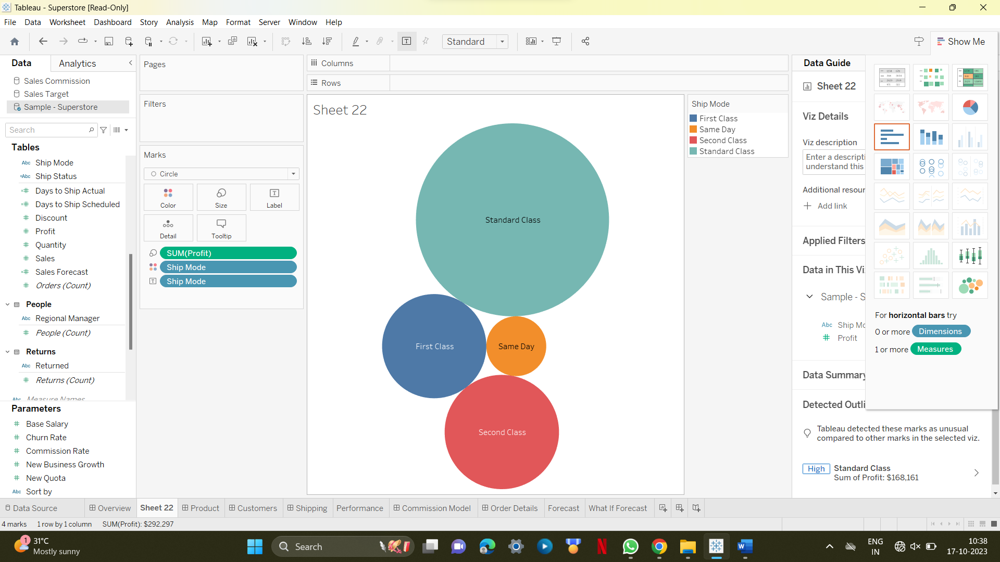 Tableau - Superstore [Read-Only]
File Data Worksheet Dashboard Story Analysis Map Format Server Window Help
Standard
Show Me
Data
Analytics
Sales Commission
Sales Target
Sample - Superstore
Search
Tables
Abc Ship Mode
=Abc Ship Status
Days to Ship Actual
Days to Ship Scheduled
Discount
Profit
Quantity
Sales
Sales Forecast
Orders (Count)
People
Abc Regional Manager
People (Count)
Returns
Abc Returned
Returns (Count)
Abc Measure Names
Parameters
Base Salary
Churn Rate
Commission Rate
New Business Growth
New Quota
Abc Sort by
Pages
Filters
Marks
Circle
Color
Size
Label
Detail
Tooltip
SUM(Profit)
Ship Mode
Ship Mode
Columns
Rows
Sheet 22
Standard Class
First Class
Same Day
Second Class
Ship Mode
First Class
Same Day
Second Class
Standard Class
Data Guide
Sheet 22
Viz Details
Viz description
Enter a descripti
understand this
Additional resour
Add link
Applied Filters
Data in This Vi
Sample - S
Abc Ship Mo
Profit
Data Summary
Detected Outli
Tableau detected these marks as unusual
compared to other marks in the selected viz.
High
Standard Class
Sum of Profit: $168,161
For horizontal bars try
0 or more Dimensions
1 or more Measures
Data Source
Overview
Sheet 22
Product
Customers
Shipping
Performance
Commission Model
Order Details
Forecast
What If Forecast
4 marks
1 row by 1 column
SUM(Profit): $292,297
1
31°C
Mostly sunny
Search
ENG
IN
10:38
17-10-2023